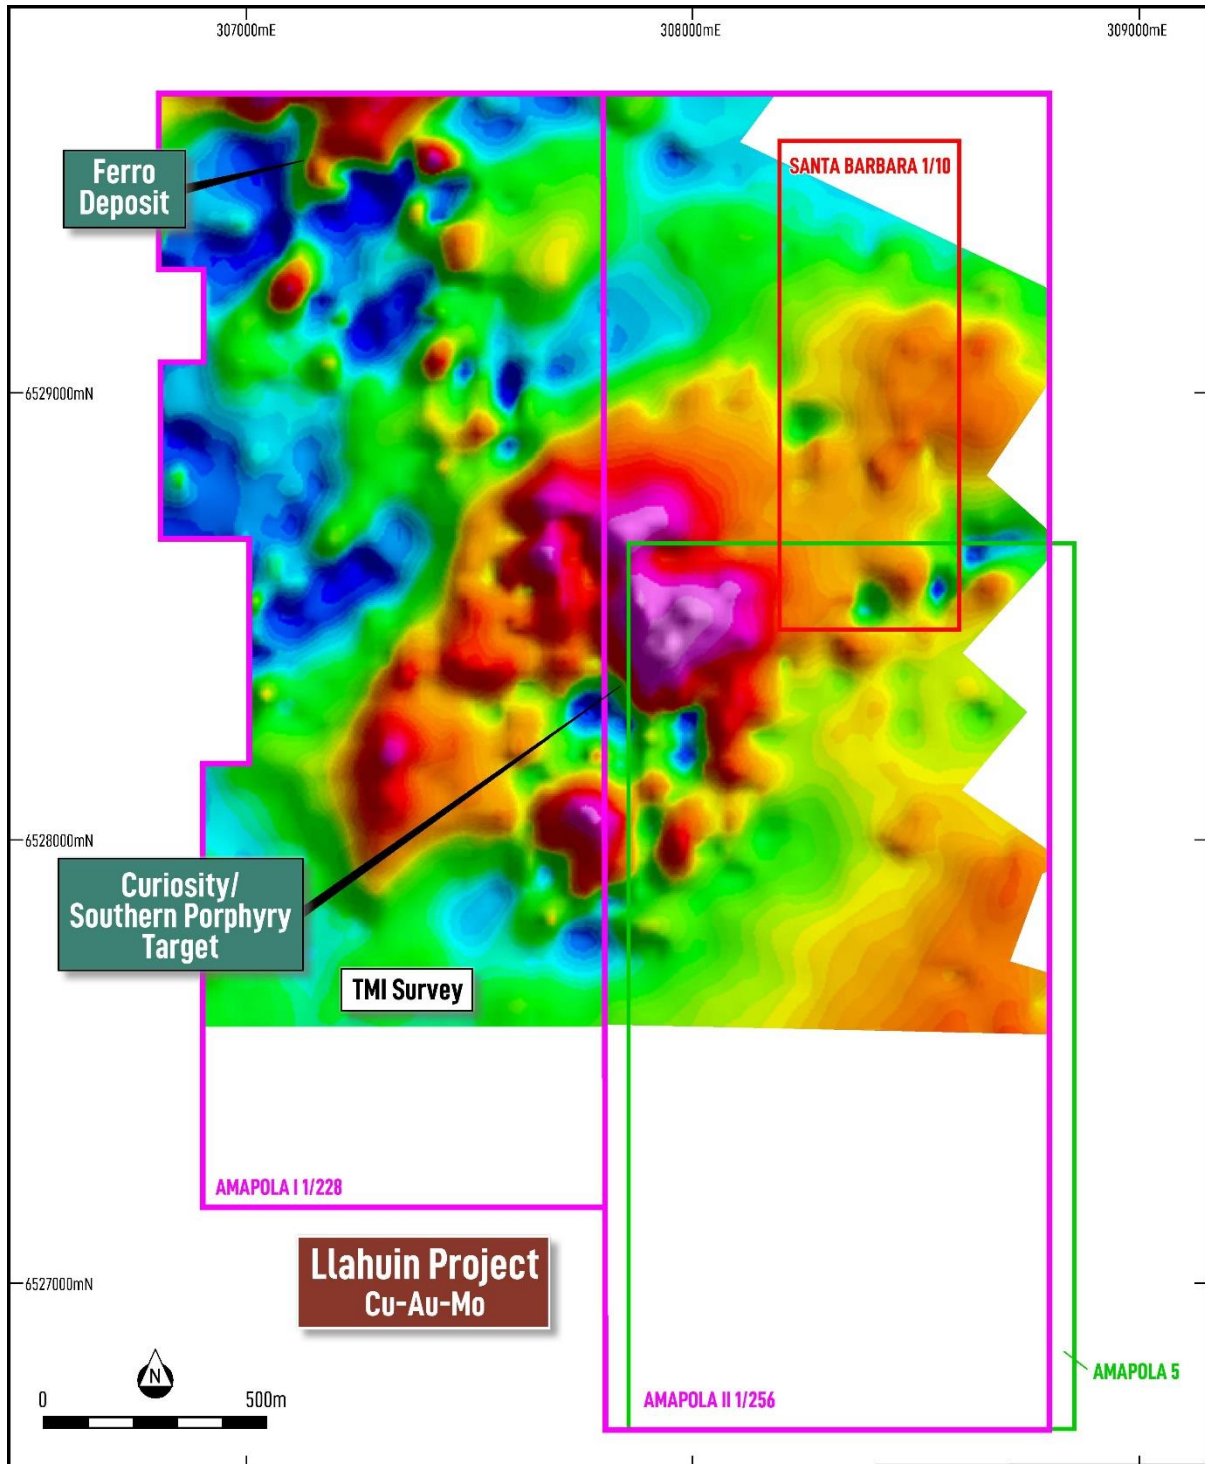 307000mE
308000mE
309000mE
SANTA BARBARA 1/10
Ferro
Deposit
6529000mN
6528000mN
Curiosity/
Southern Porphyry
Target
TMI Survey
AMAPOLA I 1/228
Llahuin Project
Cu-Au-Mo
6527000mN
N
0
500m
AMAPOLA II 1/256
AMAPOLA 5